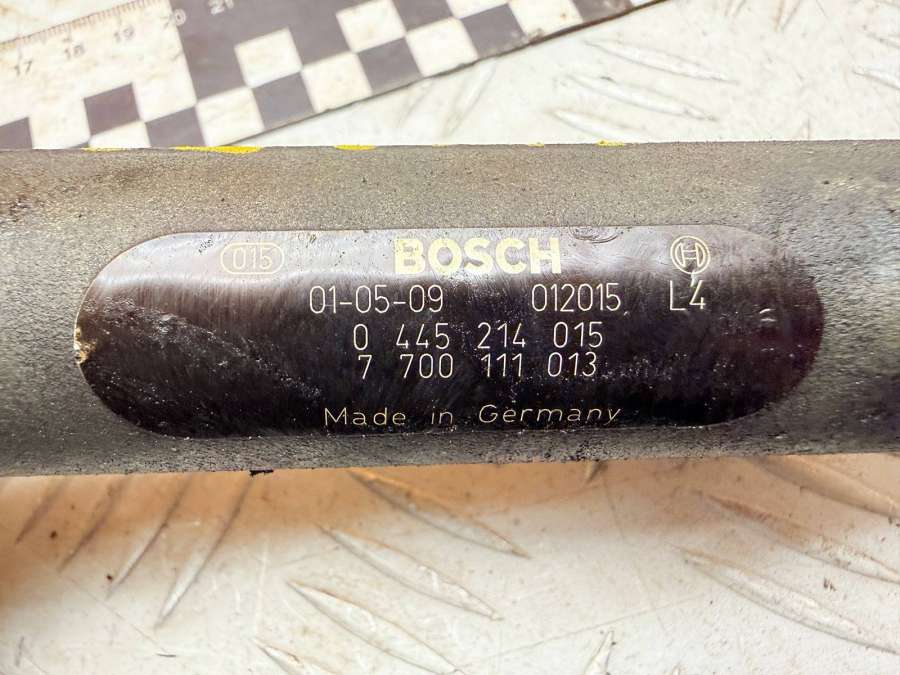 17 18 19 20 21
015 BOSCH
01-05-09 012015 L4
0 445 214 015
7 700 111 013
Made in Germany